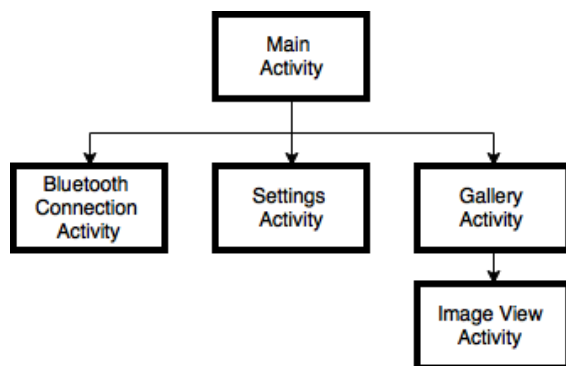 Main
Activity
Bluetooth
Connection
Activity
Settings
Activity
Gallery
Activity
Image View
Activity